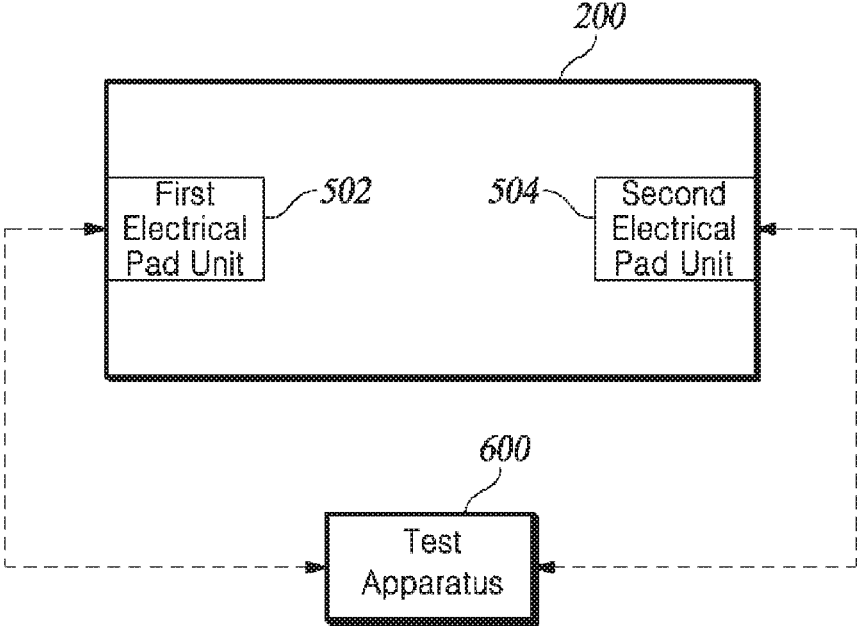 200
First
Electrical
Pad Unit
502
504
Second
Electrical
Pad Unit
600
Test
Apparatus